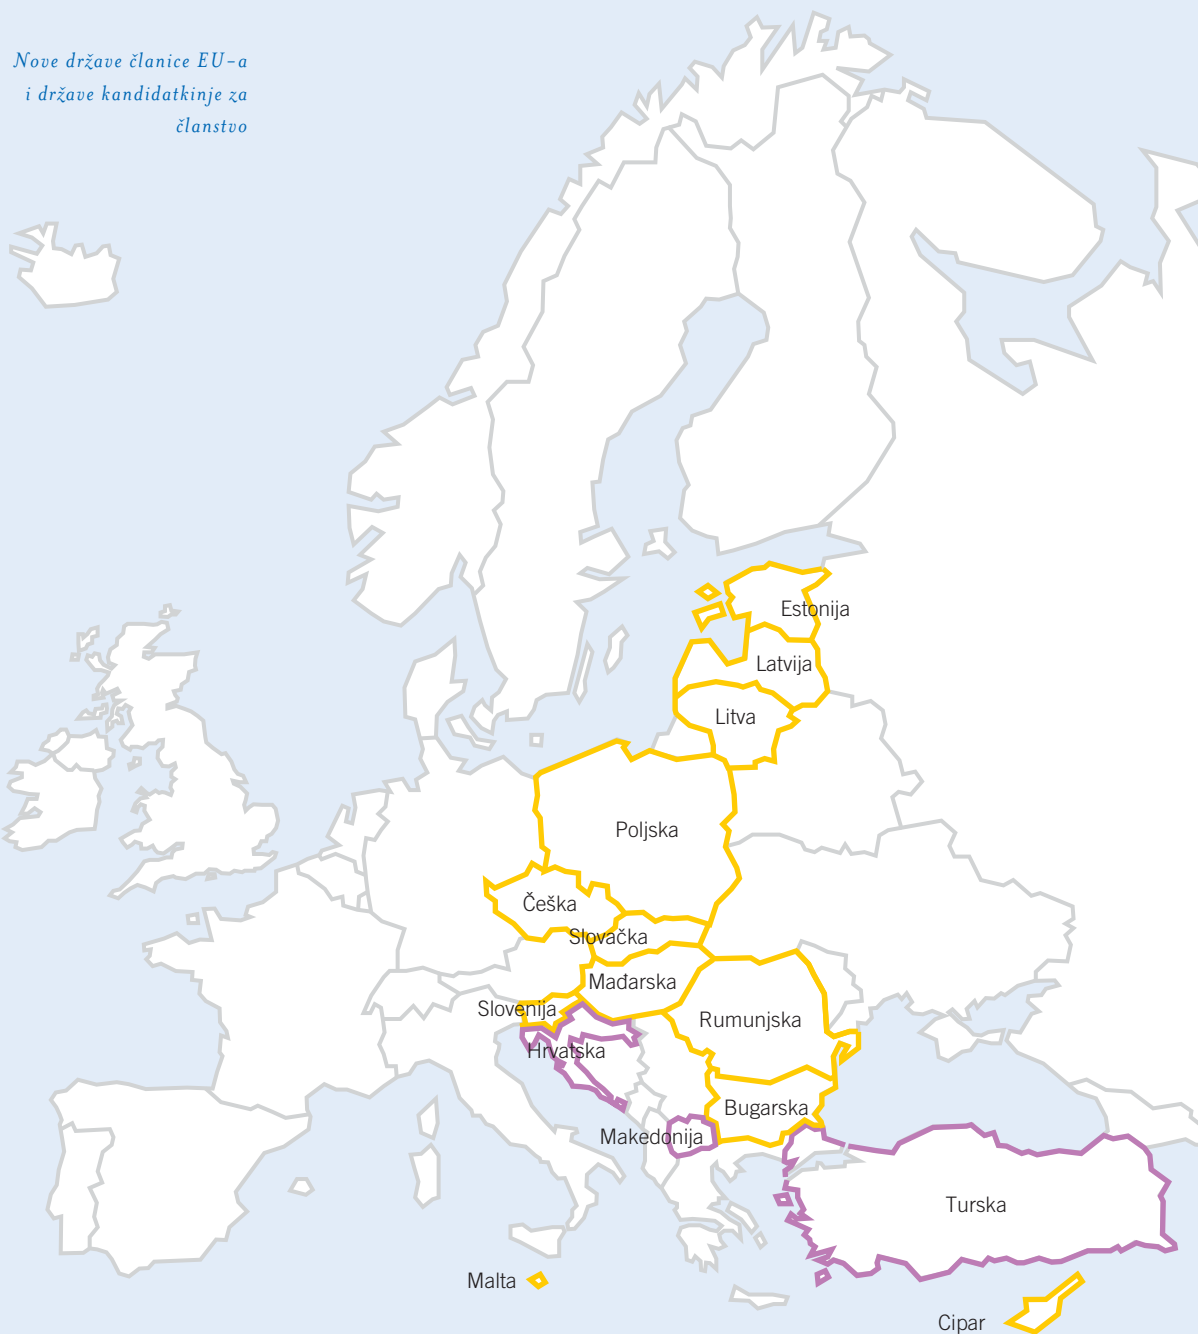 Nove države članice EU-a
i države kandidatkinje za
članstvo
Estonija
Latvija
Litva
Poljska
Češka
Slovačka
Mađarska
Slovenija
Rumunjska
Hrvatska
Bugarska
Makedonija
Turska
Malta
Cipar